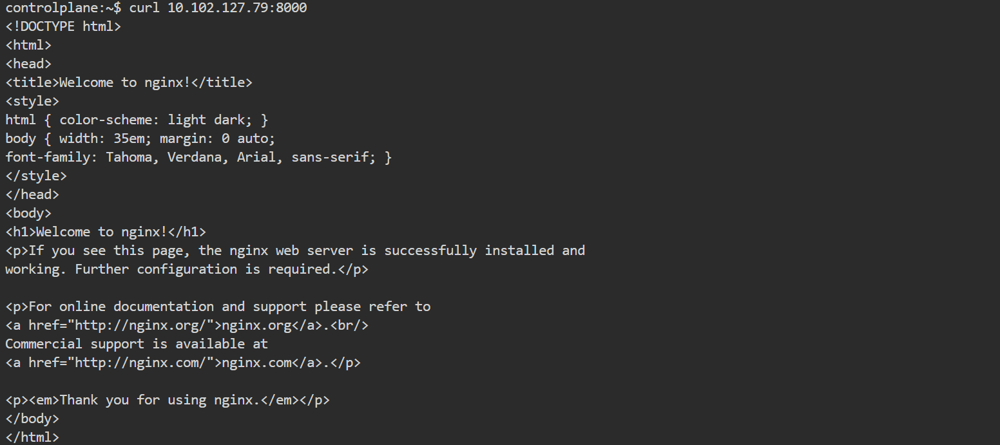 controlplane:~$ curl 10.102.127.79:8000
<!DOCTYPE html>
<html>
<head>
<title>Welcome to nginx!</title>
<style>
html { color-scheme: light dark; }
body { width: 35em; margin: 0 auto;
font-family: Tahoma, Verdana, Arial, sans-serif; }
</style>
</head>
<body>
<h1>Welcome to nginx!</h1>
<p>If you see this page, the nginx web server is successfully installed and
working. Further configuration is required.</p>

<p>For online documentation and support please refer to
<a href="http://nginx.org/">nginx.org</a>.<br/>
Commercial support is available at
<a href="http://nginx.com/">nginx.com</a>.</p>

<p><em>Thank you for using nginx.</em></p>
</body>
</html>